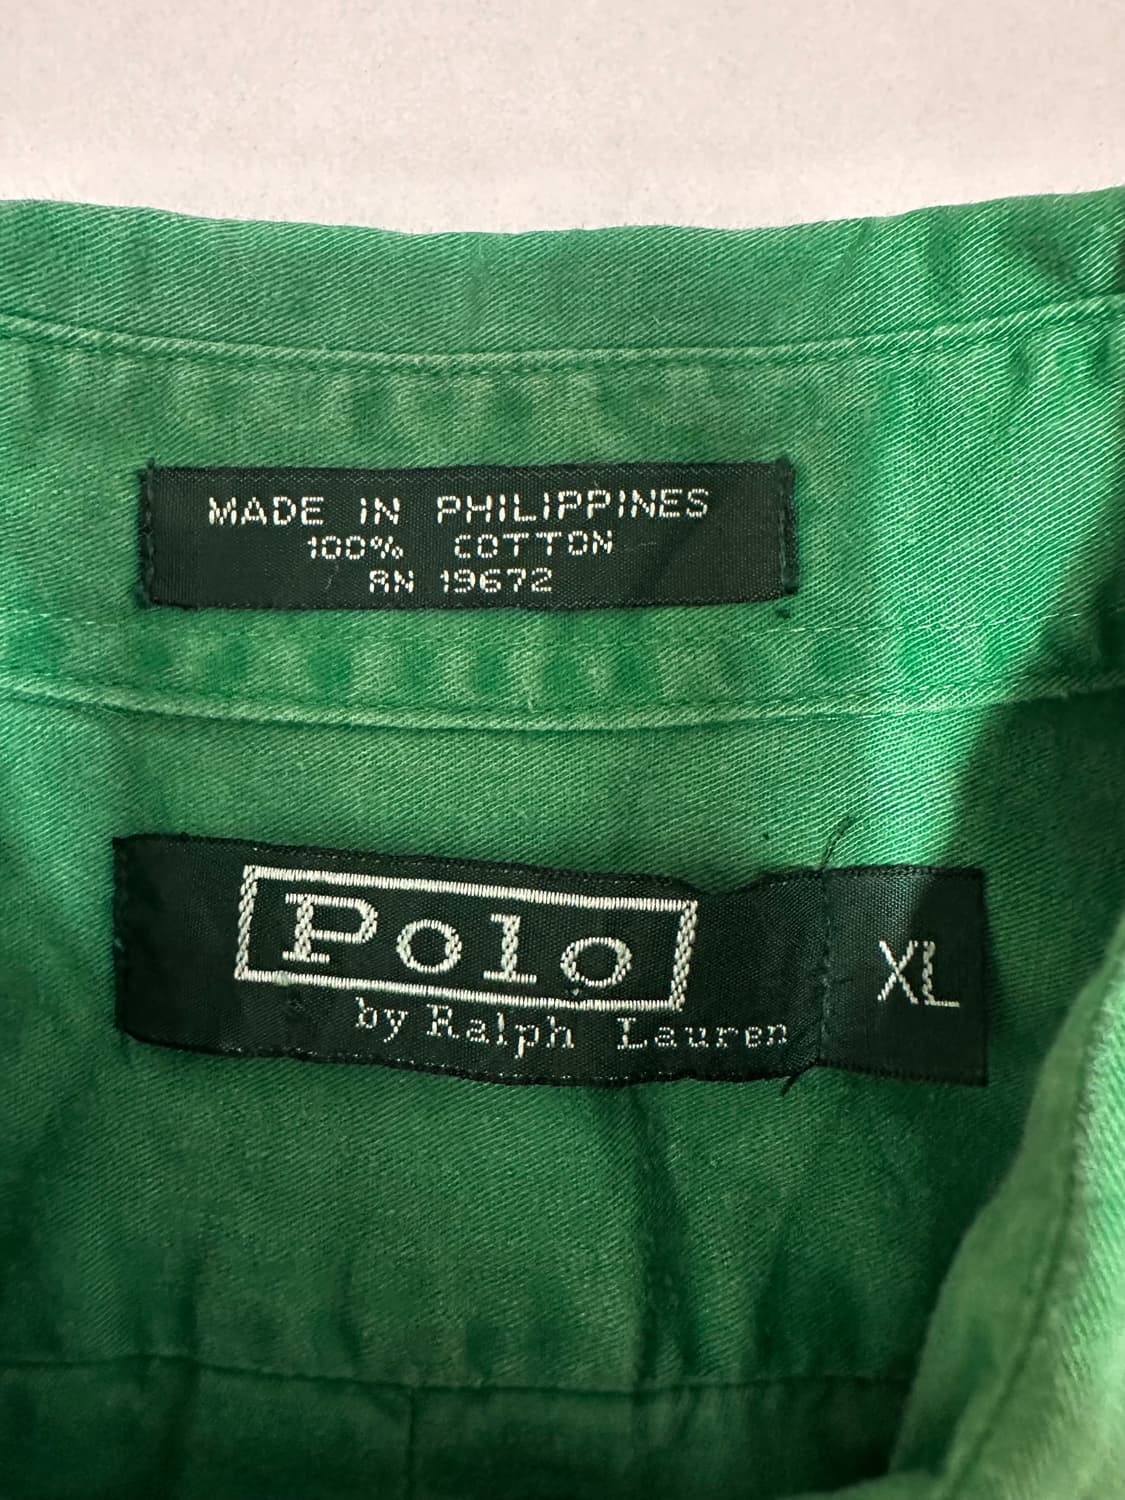 MADE IN PHILIPPINES
100% COTTON
RN 19672
Polo
by Ralph Lauren
XL